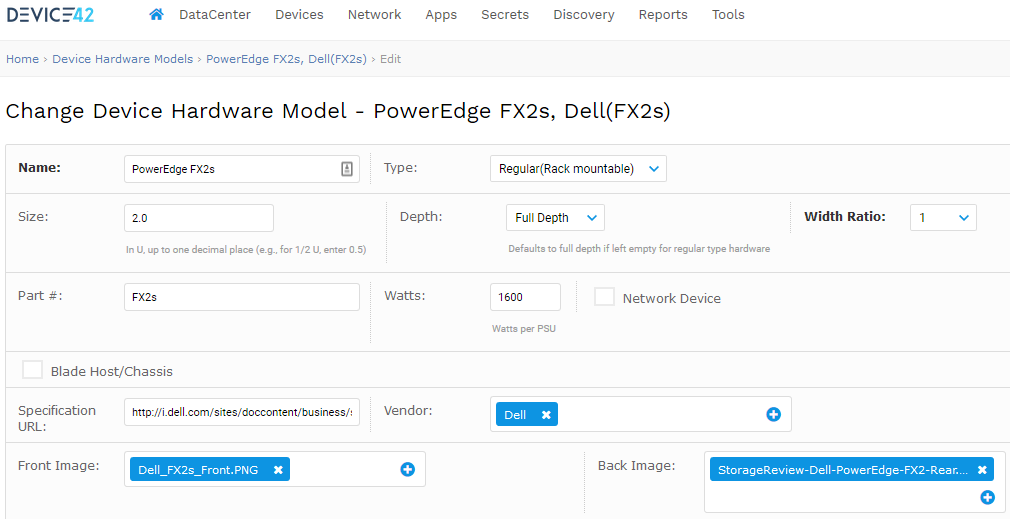 DEVICE42 DataCenter Devices Network Apps Secrets Discovery Reports Tools
Home › Device Hardware Models › PowerEdge FX2s, Dell(FX2s) › Edit
Change Device Hardware Model - PowerEdge FX2s, Dell(FX2s)
Name: PowerEdge FX2s Type: Regular(Rack mountable)
Size: 2.0 Depth: Full Depth Width Ratio: 1
In U, up to one decimal place (e.g., for 1/2 U, enter 0.5) Defaults to full depth if left empty for regular type hardware
Part #: FX2s Watts: 1600 Network Device
Watts per PSU
Blade Host/Chassis
Specification URL: http://i.dell.com/sites/doccontent/business/ Vendor: Dell
Front Image: Dell_FX2s_Front.PNG Back Image: StorageReview-Dell-PowerEdge-FX2-Rear....